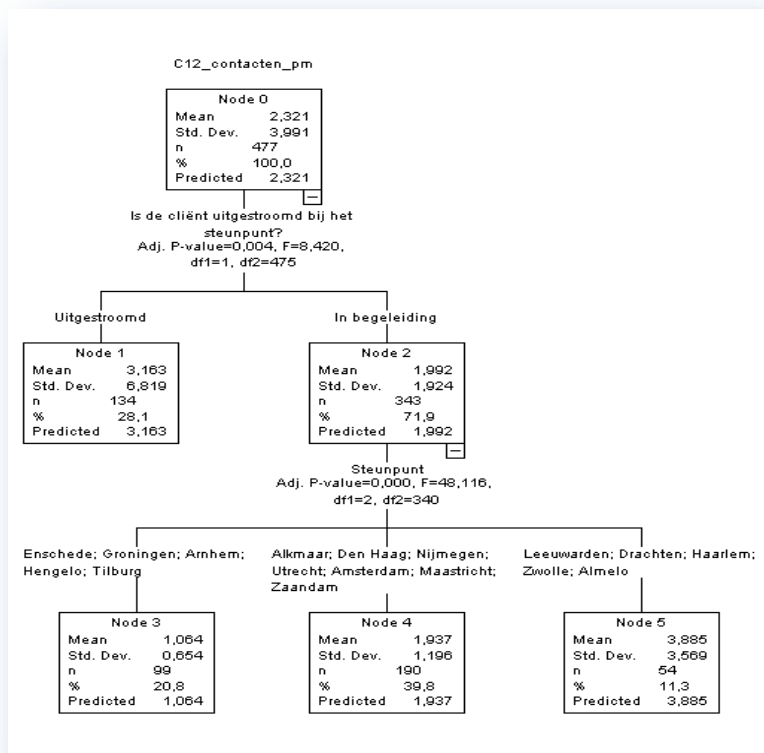 C12_contacten_pm
Node 0
Mean 2,321
Std. Dev. 3,991
n 477
% 100,0
Predicted 2,321
Is de cliënt uitgestroomd bij het
steunpunt?
Adj. P-value=0,004, F=8,420,
df1=1, df2=475
Uitgestroomd
Node 1
Mean 3,163
Std. Dev. 6,819
n 134
% 28,1
Predicted 3,163
In begeleiding
Node 2
Mean 1,992
Std. Dev. 1,924
n 343
% 71,9
Predicted 1,992
Steunpunt
Adj. P-value=0,000, F=48,116,
df1=2, df2=340
Enschede; Groningen; Arnhem;
Hengelo; Tilburg
Node 3
Mean 1,064
Std. Dev. 0,654
n 99
% 20,8
Predicted 1,064
Alkmaar; Den Haag; Nijmegen;
Utrecht; Amsterdam; Maastricht;
Zaandam
Node 4
Mean 1,937
Std. Dev. 1,196
n 190
% 39,8
Predicted 1,937
Leeuwarden; Drachten; Haarlem;
Zwolle; Almelo
Node 5
Mean 3,885
Std. Dev. 3,569
n 54
% 11,3
Predicted 3,885